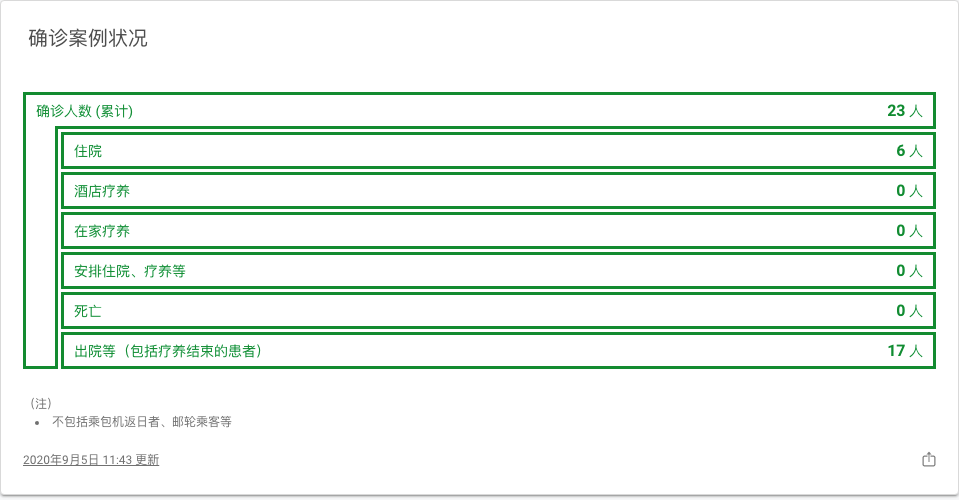 确诊案例状况
确诊人数 (累计) 23 人
住院 6 人
酒店疗养 0 人
在家疗养 0 人
安排住院、疗养等 0 人
死亡 0 人
出院等（包括疗养结束的患者） 17 人
（注）
• 不包括乘包机返日者、邮轮乘客等
2020年9月5日 11:43 更新